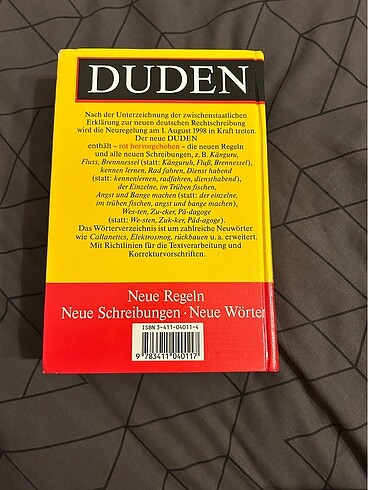 DUDEN
Nach der Unterzeichnung der zwischenstaatlichen
Erklärung zur neuen deutschen Rechtschreibung
wird die Neuregelung am 1. August 1998 in Kraft treten.
Der neue DUDEN
enthält – rot hervorgehoben – die neuen Regeln
und alle neuen Schreibungen, z. B. Känguru,
Fluss, Brennnessel (statt: Känguruh, Fluß, Brennessel),
kennen lernen, Rad fahren, Dienst habend
(statt: kennenlernen, radfahren, diensthabend),
der Einzelne, im Trüben fischen,
Angst und Bange machen (statt: der einzelne,
im trüben fischen, angst und bange machen),
Wes-ten, Zu-cker, Pä-dagoge
(statt: We-sten, Zuk-ker, Päd-agoge).
Das Wörterverzeichnis ist um zahlreiche Neuwörter
wie Callanetics, Elektrosmog, rückbauen u. a. erweitert.
Mit Richtlinien für die Textverarbeitung und
Korrekturvorschriften.
Neue Regeln
Neue Schreibungen · Neue Wörter
ISBN 3-411-04011-4
9 783411 040117